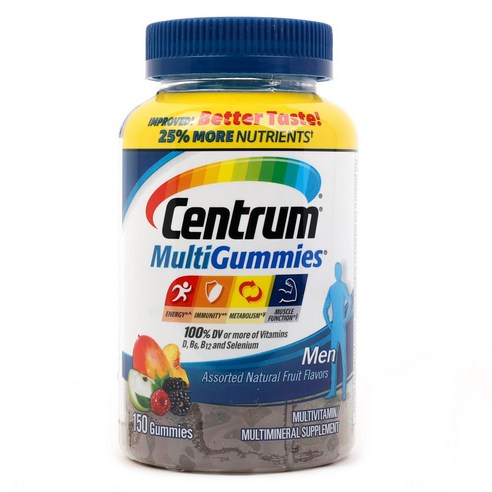 IMPROVED! Better Taste!
25% MORE NUTRIENTS†
Centrum®
MultiGummies®
ENERGY*^ IMMUNITY** METABOLISM*¥ MUSCLE
FUNCTION*‡
100% DV or more of Vitamins
D, B6, B12 and Selenium
Men
Assorted Natural Fruit Flavors
150 Gummies
MULTIVITAMIN/
MULTIMINERAL SUPPLEMENT